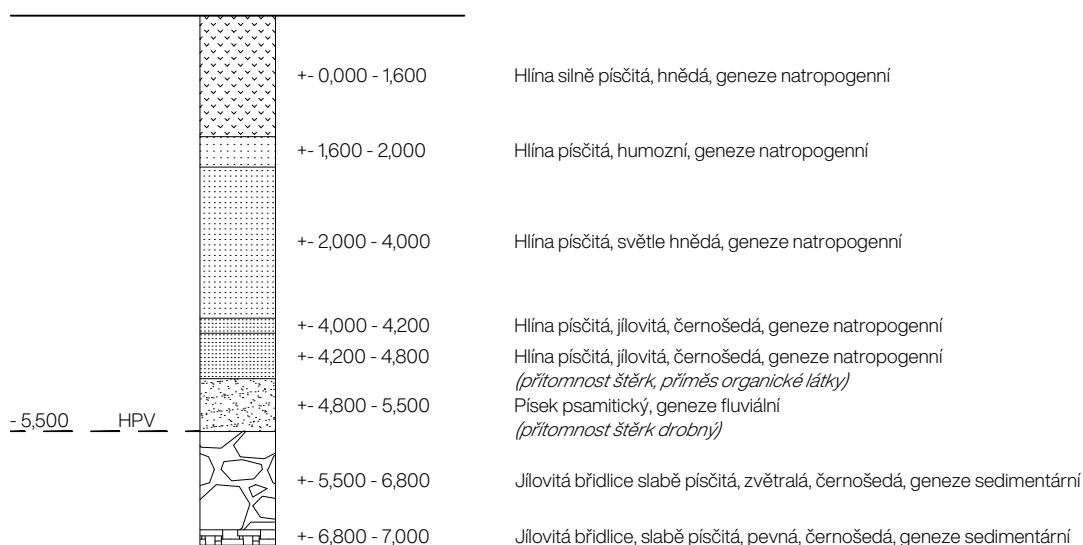 +- 0,000 - 1,600 Hlína silně písčitá, hnědá, geneze natropogenní
+- 1,600 - 2,000 Hlína písčitá, humozní, geneze natropogenní
+- 2,000 - 4,000 Hlína písčitá, světle hnědá, geneze natropogenní
+- 4,000 - 4,200 Hlína písčitá, jílovitá, černošedá, geneze natropogenní
+- 4,200 - 4,800 Hlína písčitá, jílovitá, černošedá, geneze natropogenní
(přítomnost štěrk, příměs organické látky)
+- 4,800 - 5,500 Písek psamitický, geneze fluviální
- 5,500 HPV (přítomnost štěrk drobný)
+- 5,500 - 6,800 Jílovitá břidlice slabě písčitá, zvětralá, černošedá, geneze sedimentární
+- 6,800 - 7,000 Jílovitá břidlice, slabě písčitá, pevná, černošedá, geneze sedimentární